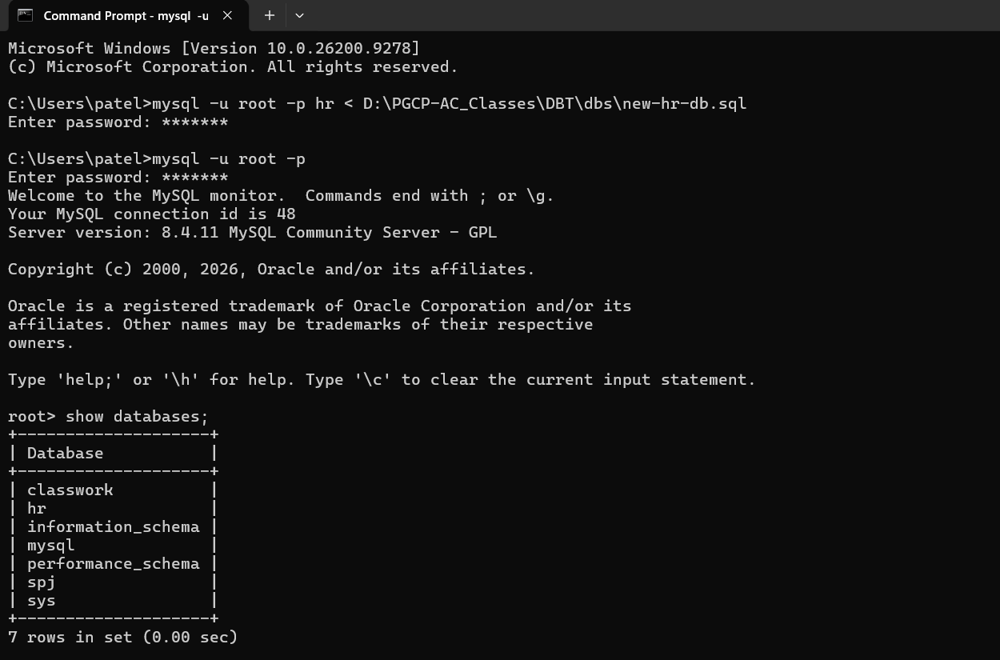 Command Prompt - mysql  -u
Microsoft Windows [Version 10.0.26200.9278]
(c) Microsoft Corporation. All rights reserved.
C:\Users\patel>mysql -u root -p hr < D:\PGCP-AC_Classes\DBT\dbs\new-hr-db.sql
Enter password: *******
C:\Users\patel>mysql -u root -p
Enter password: *******
Welcome to the MySQL monitor.  Commands end with ; or \g.
Your MySQL connection id is 48
Server version: 8.4.11 MySQL Community Server - GPL
Copyright (c) 2000, 2026, Oracle and/or its affiliates.
Oracle is a registered trademark of Oracle Corporation and/or its
affiliates. Other names may be trademarks of their respective
owners.
Type 'help;' or '\h' for help. Type '\c' to clear the current input statement.
root> show databases;
+--------------------+
| Database           |
+--------------------+
| classwork          |
| hr                 |
| information_schema |
| mysql              |
| performance_schema |
| spj                |
| sys                |
+--------------------+
7 rows in set (0.00 sec)